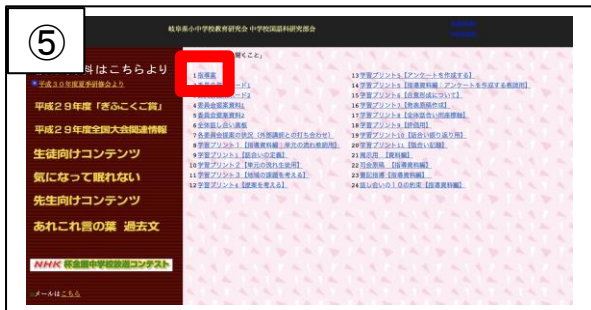 ⑤
岐阜県小中学校教育研究会 中学校国語科研究部会
料はこちらより
平成30年度夏季研修会より
平成29年度「ぎふこくご賞」
平成29年度全国大会関連情報
生徒向けコンテンツ
気になって眠れない
先生向けコンテンツ
あれこれ言の葉 過去文
NHK 杯全国中学校放送コンテスト
メールはこちら
聞くこと」
1指導案
4委員会提案資料1
5委員会提案資料2
6全体話し合い黒板
7各委員会提案の状況(外部講師との打ち合わせ)
8学習プリント1【指導資料編:単元の流れ教師用】
9学習プリント1【話合いの定義】
10学習プリント2【単元の流れ生徒用】
11学習プリント3【地域の課題を考える】
12学習プリント4【提案を考える】
13学習プリント5【アンケートを作成する】
14学習プリント5【指導資料編:アンケートを作成する教師用】
15学習プリント6【合意形成について】
16学習プリント7【発表原稿作成】
17学習プリント8【全体話合い用座標軸】
18学習プリント9【評価用】
19学習プリント10【話合い振り返り用】
20学習プリント11【話合い記録】
21掲示用【資料編】
22司会原稿【指導資料編】
23筆記指導【指導資料編】
24話し合いの10の約束【指導資料編】